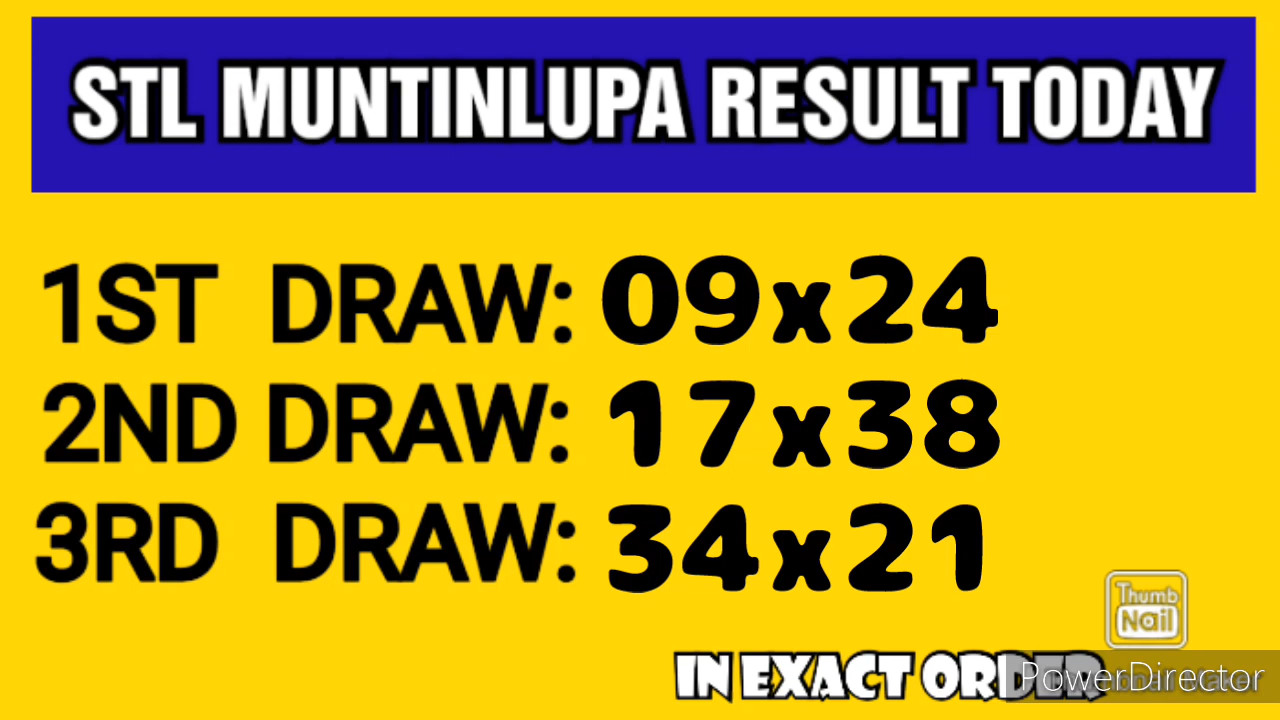 STL MUNTINLUPA RESULT TODAY
1ST DRAW: 09x24
2ND DRAW: 17x38
3RD DRAW: 34x21
Thumb
Nail
IN EXACT ORDER
PowerDirector
Maker